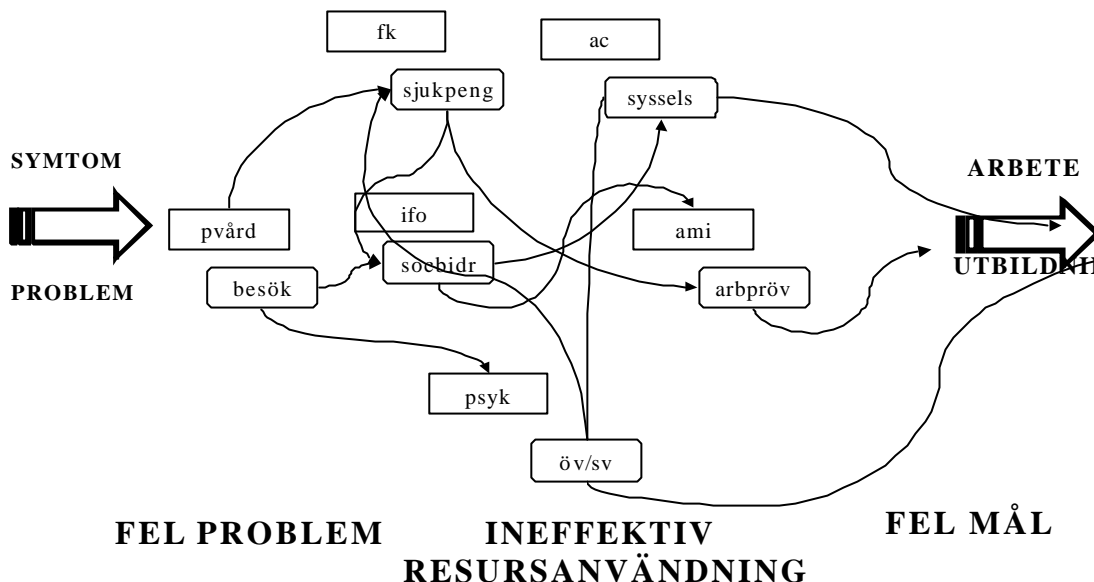 fk
ac
sjukpeng
syssels
SYMTOM
ARBETE
pvård
ifo
ami
socbidr
PROBLEM
besök
arbpröv
UTBILDNI
psyk
öv/sv
FEL PROBLEM
INEFFEKTIV
RESURSANVÄNDNING
FEL MÅL